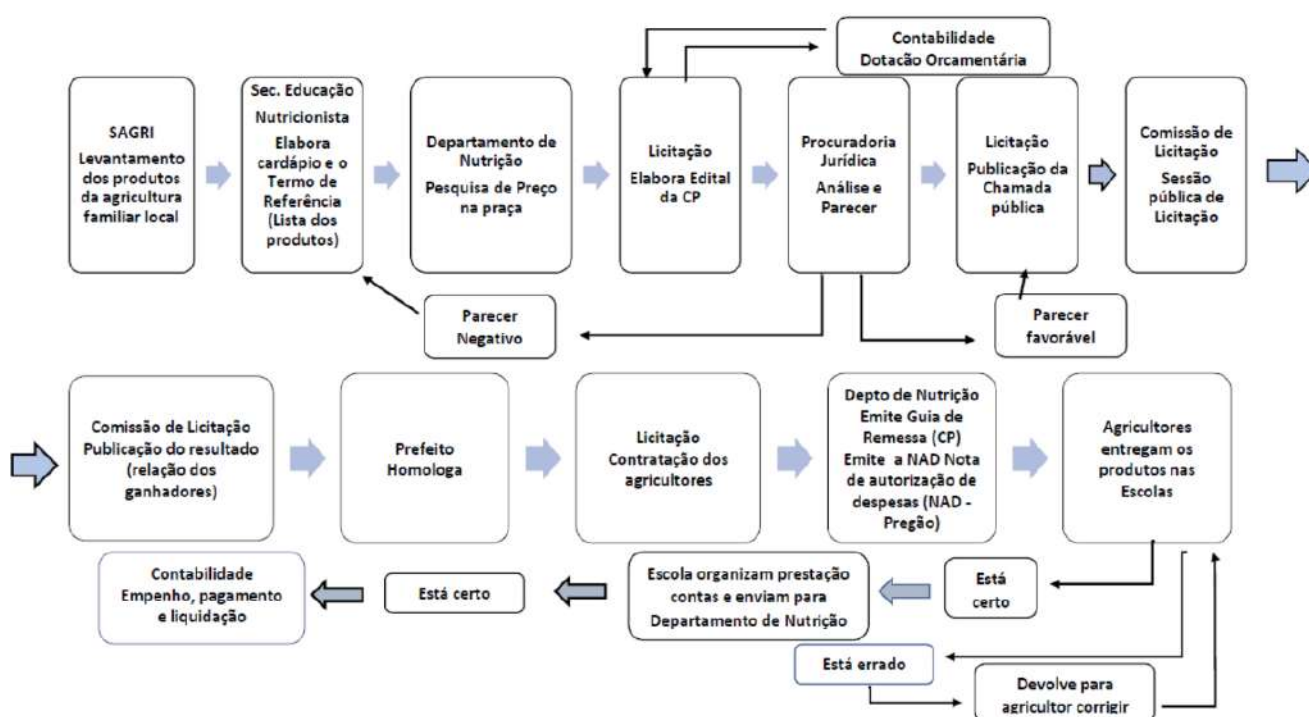 Contabilidade
Dotacão Orcamentária
SAGRI
Levantamento
dos produtos
da agricultura
familiar local
Sec. Educação
Nutricionista
Elabora
cardápio e o
Termo de
Referência
(Lista dos
produtos)
Departamento de
Nutrição
Pesquisa de Preço
na praça
Licitação
Elabora Edital
da CP
Procuradoria
Jurídica
Análise e
Parecer
Licitação
Publicação da
Chamada
pública
Comissão de
Licitação
Sessão
pública de
Licitação
Parecer
Negativo
Parecer
favorável
Comissão de Licitação
Publicação do resultado
(relação dos
ganhadores)
Prefeito
Homologa
Licitação
Contratação dos
agricultores
Depto de Nutrição
Emite Guia de
Remessa (CP)
Emite a NAD Nota
de autorização de
despesas (NAD -
Pregão)
Agricultores
entregam os
produtos nas
Escolas
Contabilidade
Empenho, pagamento
e liquidação
Está certo
Escola organizam prestação
contas e enviam para
Departamento de Nutrição
Está
certo
Está errado
Devolve para
agricultor corrigir